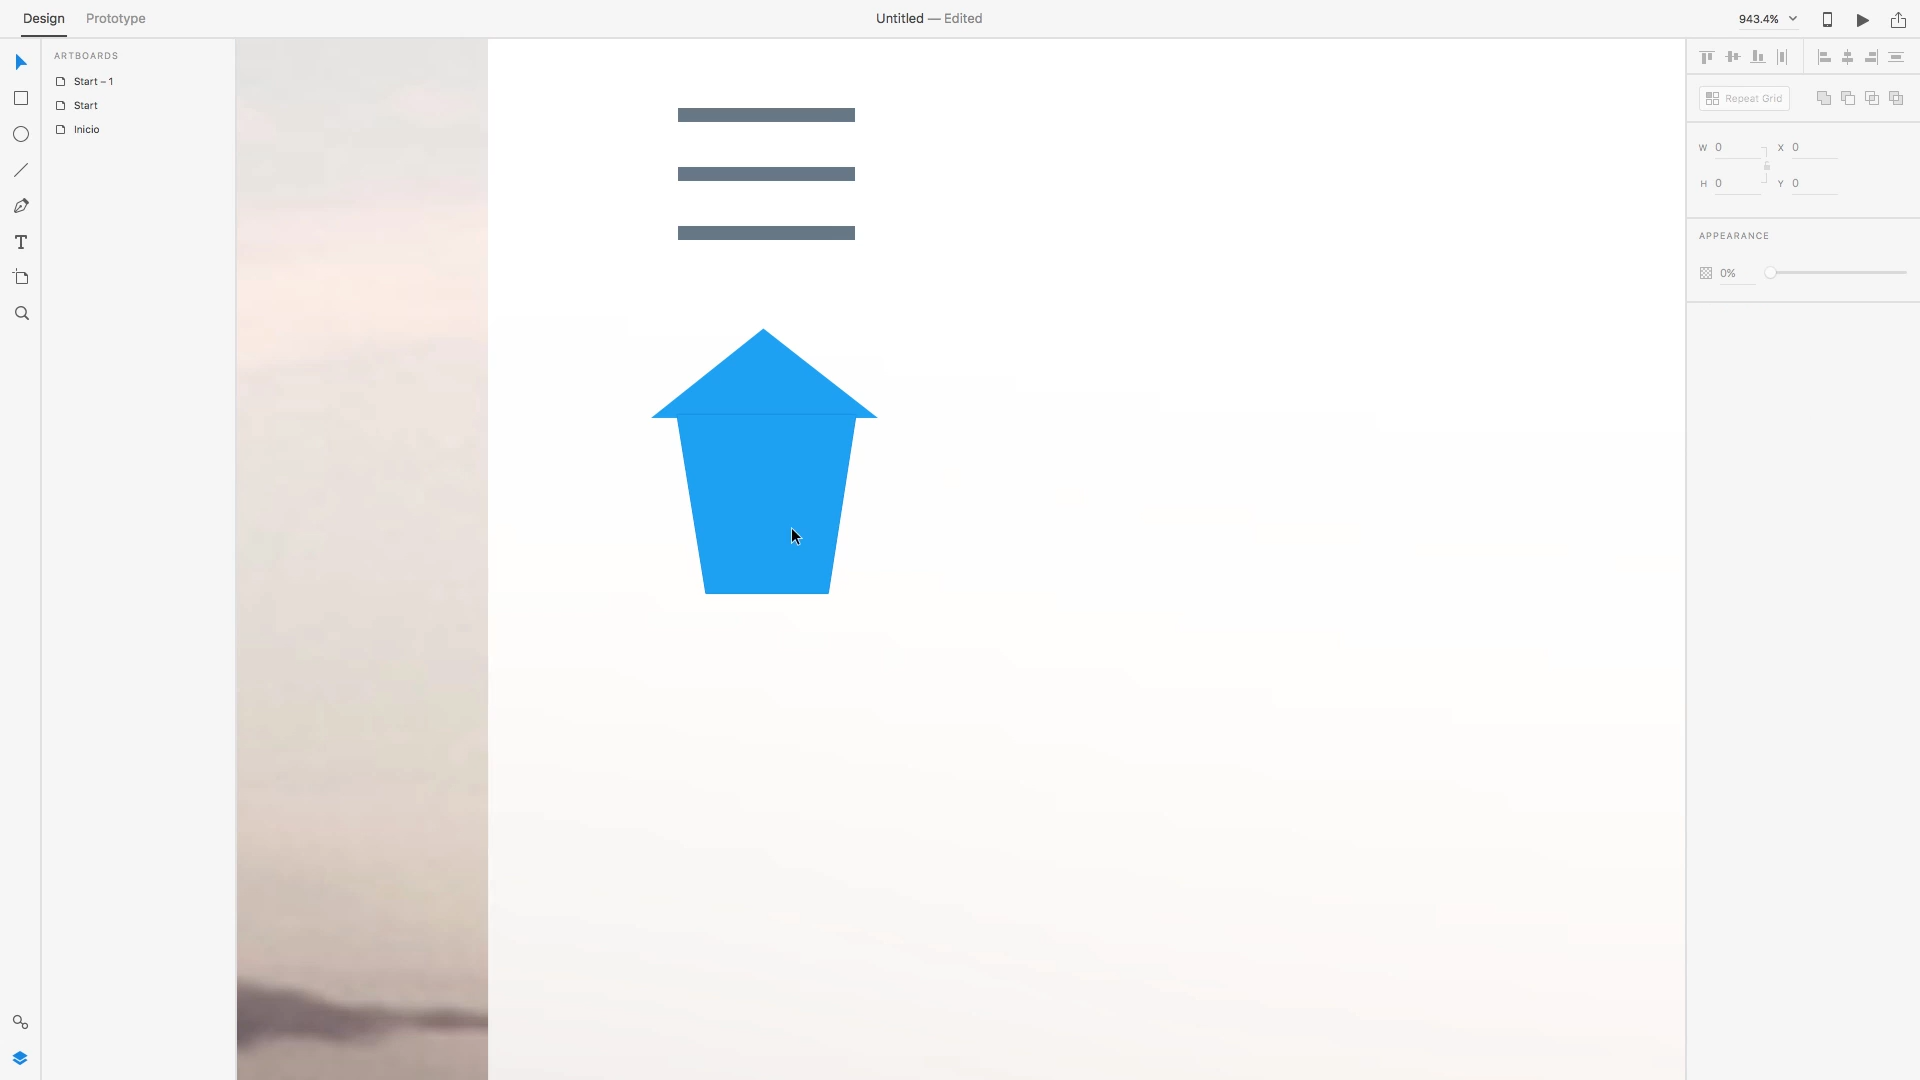 Design Prototype Untitled — Edited 943.4%
ARTBOARDS
Start – 1
Start
Inicio
Repeat Grid
W 0 X 0
H 0 Y 0
APPEARANCE
0%